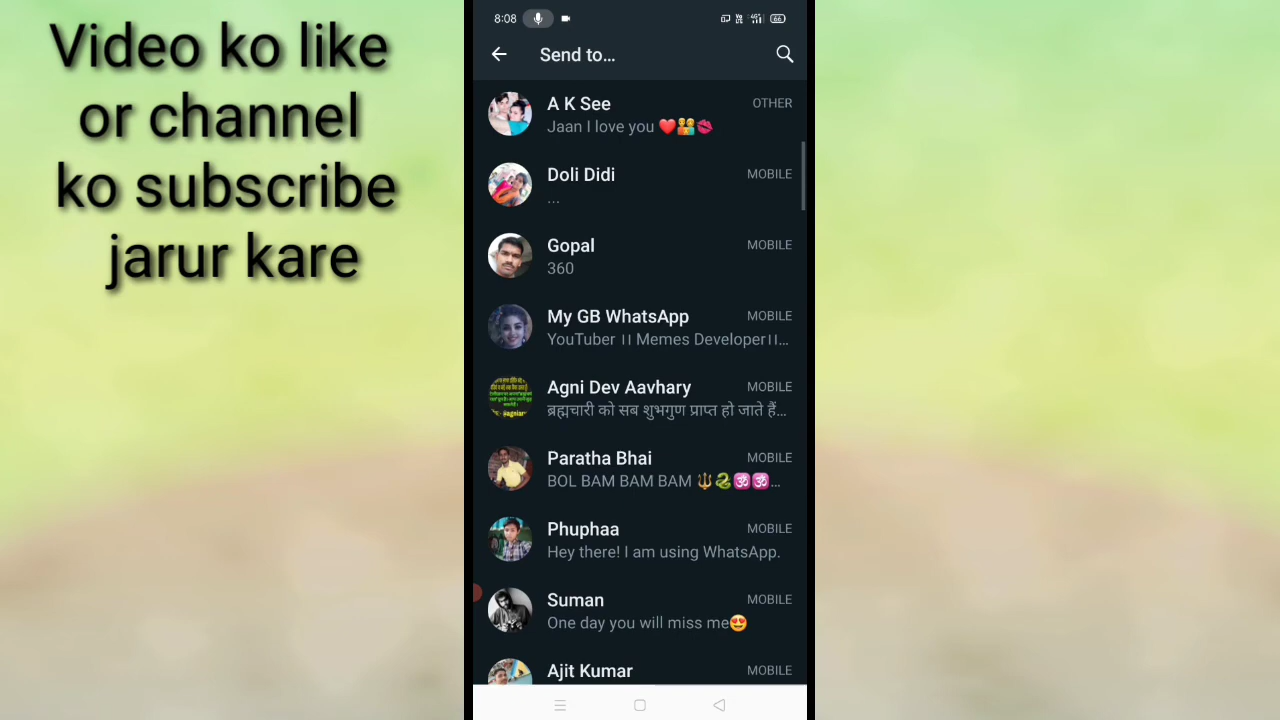 Video ko like
or channel
ko subscribe
jarur kare
8:08
66
Send to...
A K See
OTHER
Jaan I love you ❤️👫💋
Doli Didi
MOBILE
...
Gopal
MOBILE
360
My GB WhatsApp
MOBILE
YouTuber ।। Memes Developer।।...
Agni Dev Aavhary
MOBILE
ब्रह्मचारी को सब शुभगुण प्राप्त हो जाते हैं...
Paratha Bhai
MOBILE
BOL BAM BAM BAM 🔱🐍🕉️🕉️...
Phuphaa
MOBILE
Hey there! I am using WhatsApp.
Suman
MOBILE
One day you will miss me😍
Ajit Kumar
MOBILE